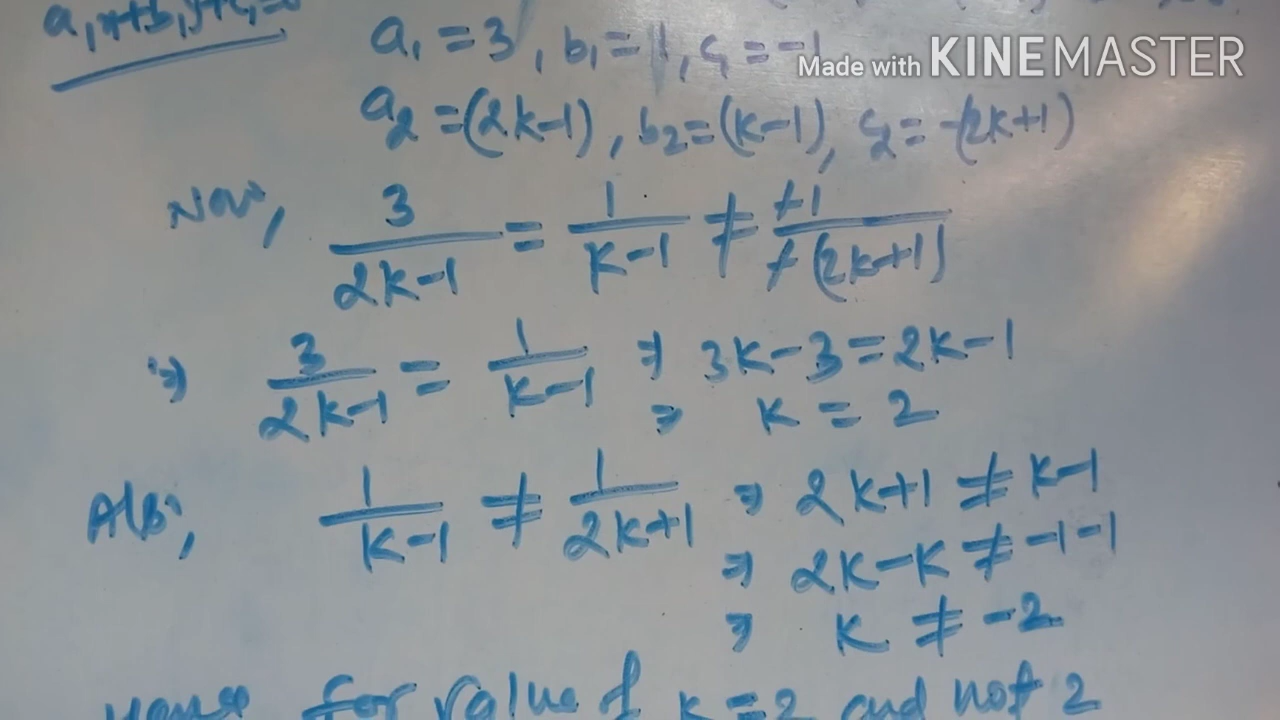 a₁x+b₁y+c₁=0
a₁ = 3, b₁ = 1, c₁ = -1
Made with KINEMASTER
a₂ = (2k-1), b₂ = (k-1), c₂ = -(2k+1)
Now, 3/(2k-1) = 1/(k-1) ≠ +1/+(2k+1)
⇒ 3/(2k-1) = 1/(k-1) ⇒ 3k-3 = 2k-1
⇒ k = 2
Also, 1/(k-1) ≠ 1/(2k+1) ⇒ 2k+1 ≠ k-1
⇒ 2k-k ≠ -1-1
⇒ k ≠ -2
Hence for value of k = 2 and not 2